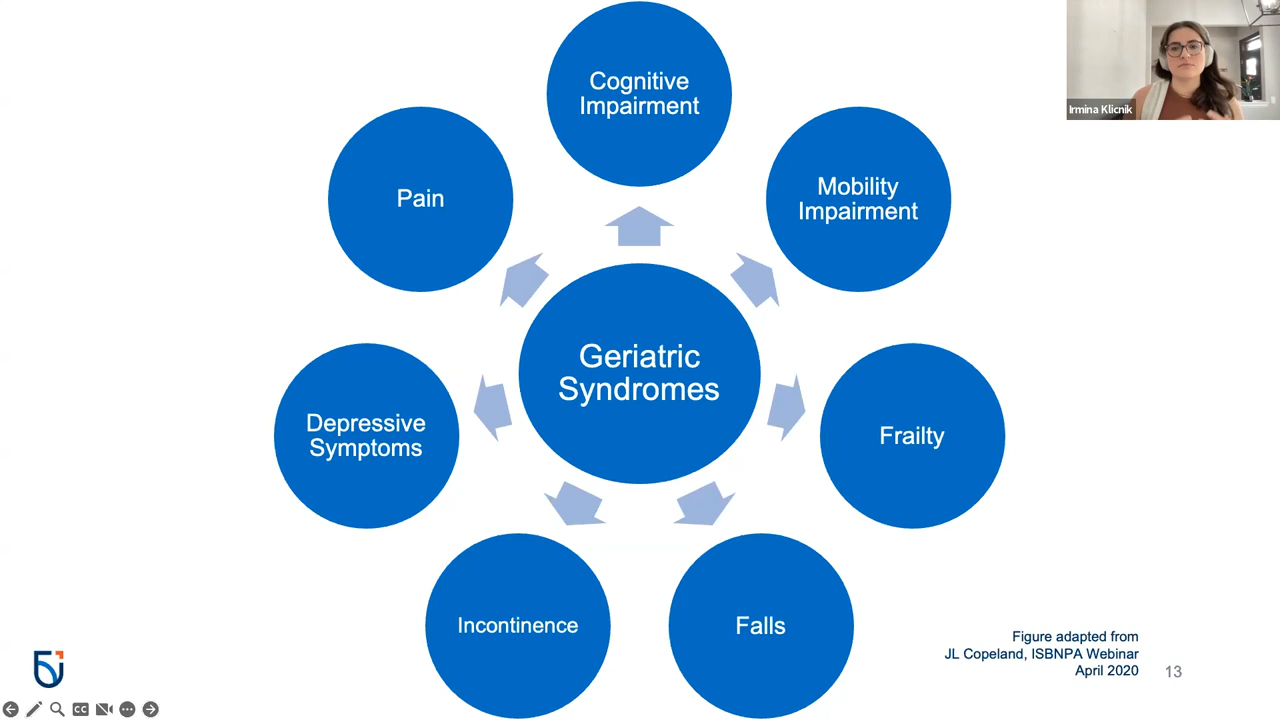 Cognitive
Impairment
Irmina Klicnik
Pain
Mobility
Impairment
Geriatric
Syndromes
Depressive
Symptoms
Frailty
Incontinence
Falls
Figure adapted from
JL Copeland, ISBNPA Webinar
April 2020
13
CC